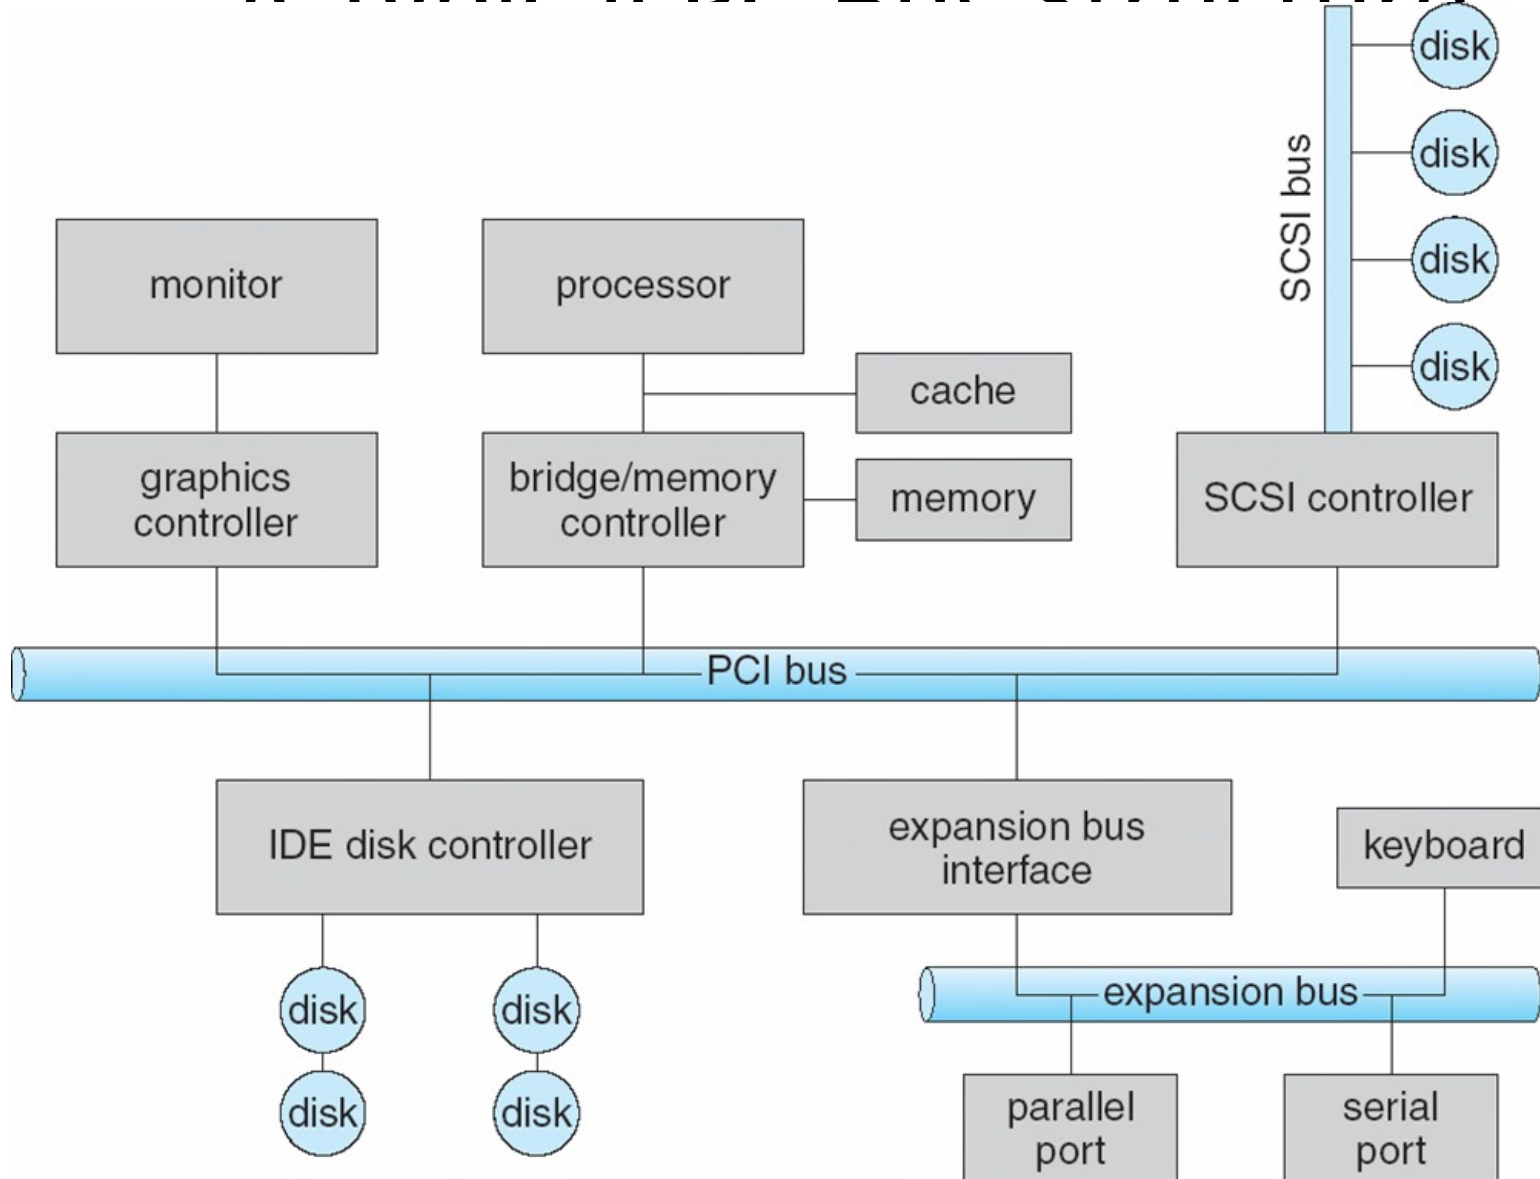 disk
disk
SCSI bus
disk
disk
monitor
processor
cache
graphics
controller
bridge/memory
controller
memory
SCSI controller
PCI bus
IDE disk controller
expansion bus
interface
keyboard
disk
disk
expansion bus
disk
disk
parallel
port
serial
port